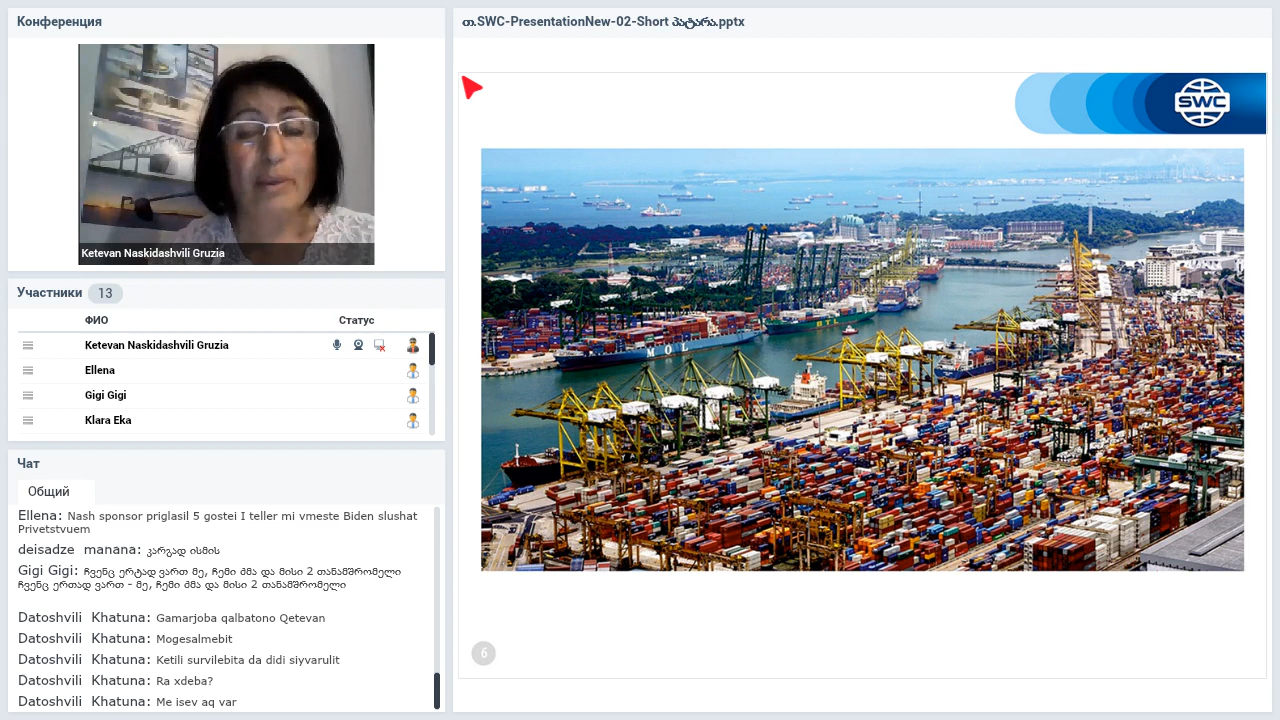 Конференция
Ketevan Naskidashvili Gruzia
Участники 13
ФИО Статус
Ketevan Naskidashvili Gruzia
Ellena
Gigi Gigi
Klara Eka
Чат
Общий
Ellena: Nash sponsor priglasil 5 gostei I teller mi vmeste Biden slushat
Privetstvuem
deisadze manana: კარგად ისმის
Gigi Gigi: ჩვენც ერტად ვართ მე, ჩემი ძმა და მისი 2 თანამშრომელი
ჩვენც ერთად ვართ - მე, ჩემი ძმა და მისი 2 თანამშრომელი
Datoshvili Khatuna: Gamarjoba qalbatono Qetevan
Datoshvili Khatuna: Mogesalmebit
Datoshvili Khatuna: Ketili survilebita da didi siyvarulit
Datoshvili Khatuna: Ra xdeba?
Datoshvili Khatuna: Me isev aq var
თ.SWC-PresentationNew-02-Short პატარა.pptx
SWC
MOL
6